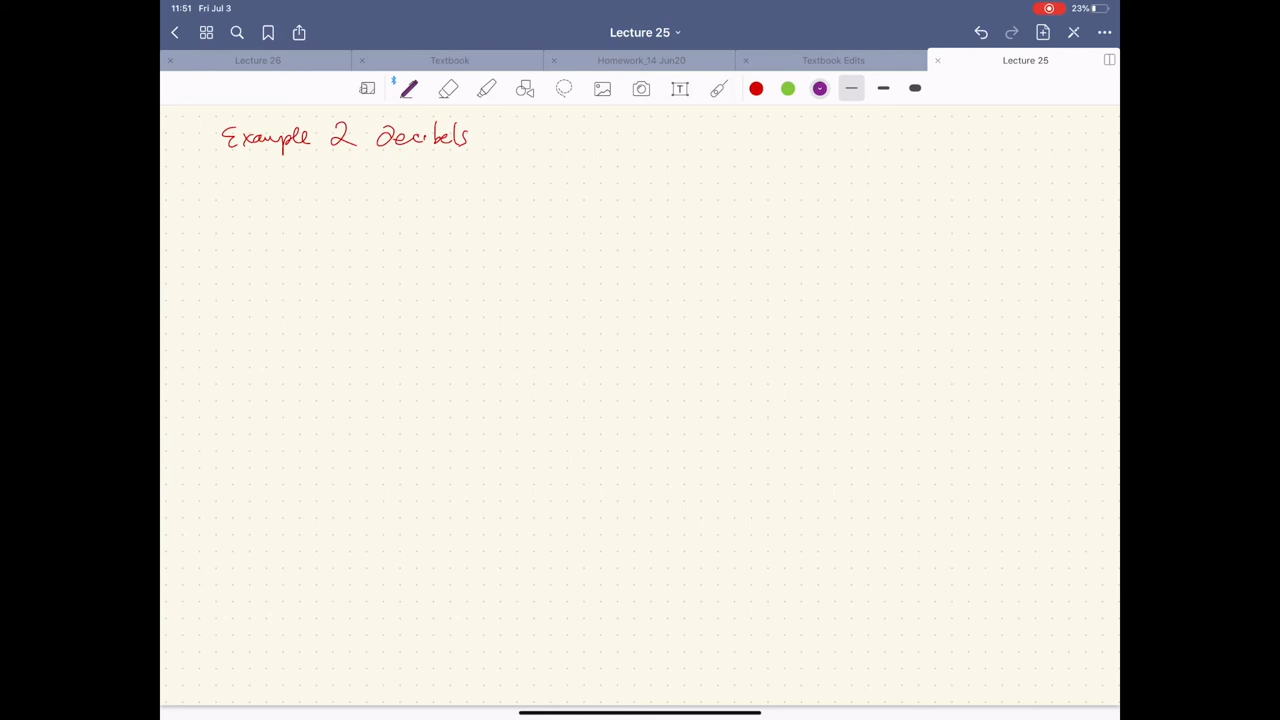 11:51 Fri Jul 3 23%
Lecture 25
Lecture 26 Textbook Homework_14 Jun20 Textbook Edits Lecture 25
T
Example 2 Decibels